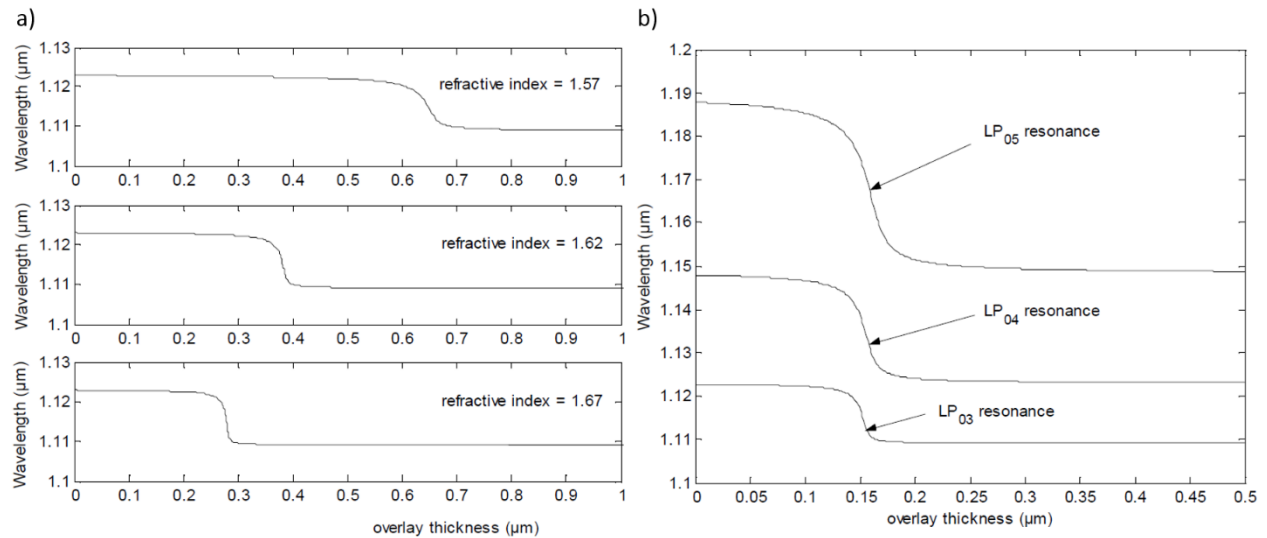 a)
Wavelength (µm)
1.13
1.12
1.11
1.1
refractive index = 1.57
0 0.1 0.2 0.3 0.4 0.5 0.6 0.7 0.8 0.9 1
Wavelength (µm)
1.13
1.12
1.11
1.1
refractive index = 1.62
0 0.1 0.2 0.3 0.4 0.5 0.6 0.7 0.8 0.9 1
Wavelength (µm)
1.13
1.12
1.11
1.1
refractive index = 1.67
0 0.1 0.2 0.3 0.4 0.5 0.6 0.7 0.8 0.9 1
overlay thickness (µm)
b)
Wavelength (µm)
1.2
1.19
1.18
1.17
1.16
1.15
1.14
1.13
1.12
1.11
1.1
LP05 resonance
LP04 resonance
LP03 resonance
0 0.05 0.1 0.15 0.2 0.25 0.3 0.35 0.4 0.45 0.5
overlay thickness (µm)